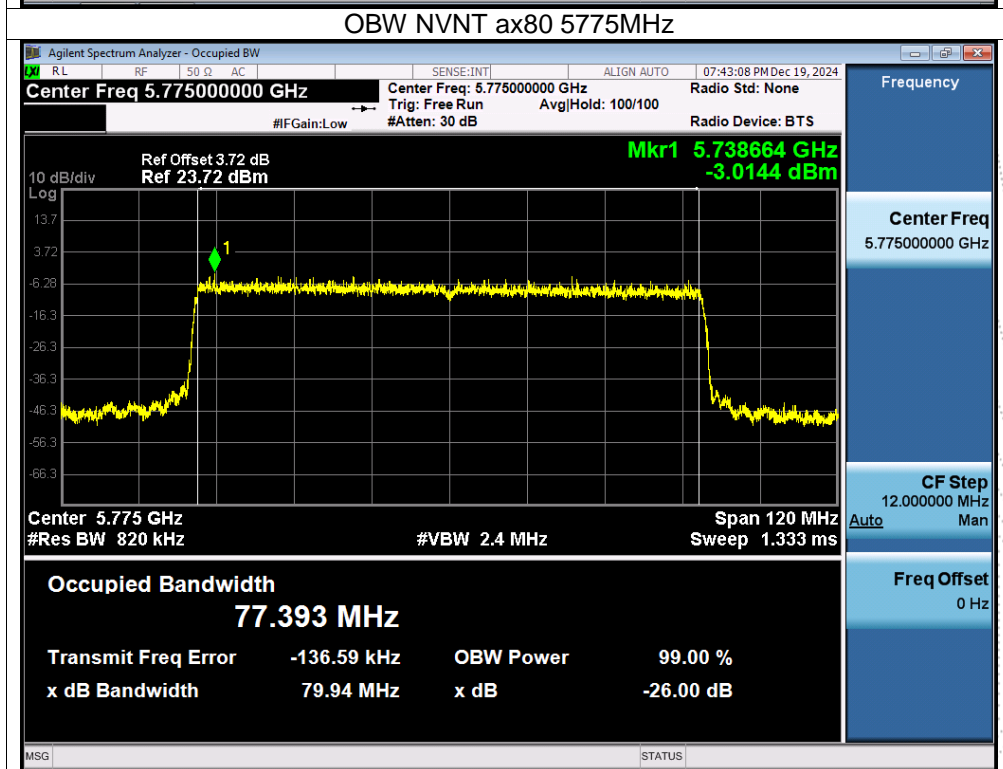 OBW NVNT ax80 5775MHz
Agilent Spectrum Analyzer - Occupied BW
LXI RL RF 50 Ω AC SENSE:INT ALIGN AUTO 07:43:08 PM Dec 19, 2024
Center Freq 5.775000000 GHz
#IFGain:Low
Center Freq: 5.775000000 GHz
Trig: Free Run Avg|Hold: 100/100
#Atten: 30 dB
Radio Std: None
Radio Device: BTS
Frequency
Ref Offset 3.72 dB
10 dB/div Ref 23.72 dBm
Mkr1 5.738664 GHz
-3.0144 dBm
Log
13.7
3.72
-6.28
-16.3
-26.3
-36.3
-46.3
-56.3
-66.3
1
Center 5.775 GHz Span 120 MHz
#Res BW 820 kHz #VBW 2.4 MHz Sweep 1.333 ms
Center Freq
5.775000000 GHz
CF Step
12.000000 MHz
Auto Man
Freq Offset
0 Hz
Occupied Bandwidth
77.393 MHz
Transmit Freq Error -136.59 kHz OBW Power 99.00 %
x dB Bandwidth 79.94 MHz x dB -26.00 dB
MSG STATUS